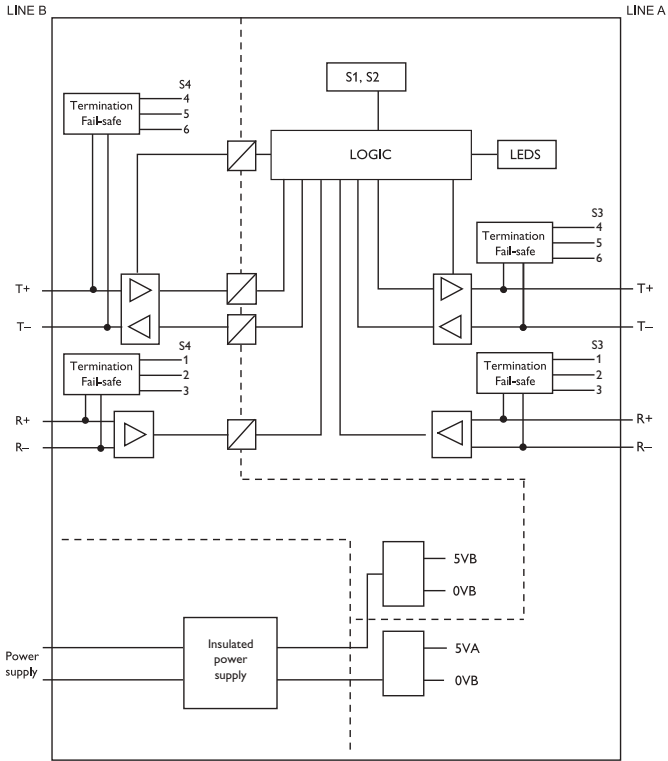 LINE B
LINE A
S1, S2
S4
Termination
Fail-safe
4
5
6
LOGIC
LEDS
S3
Termination
Fail-safe
4
5
6
T+
T–
T+
T–
S4
Termination
Fail-safe
1
2
3
S3
Termination
Fail-safe
1
2
3
R+
R–
R+
R–
5VB
0VB
Power
supply
Insulated
power
supply
5VA
0VB